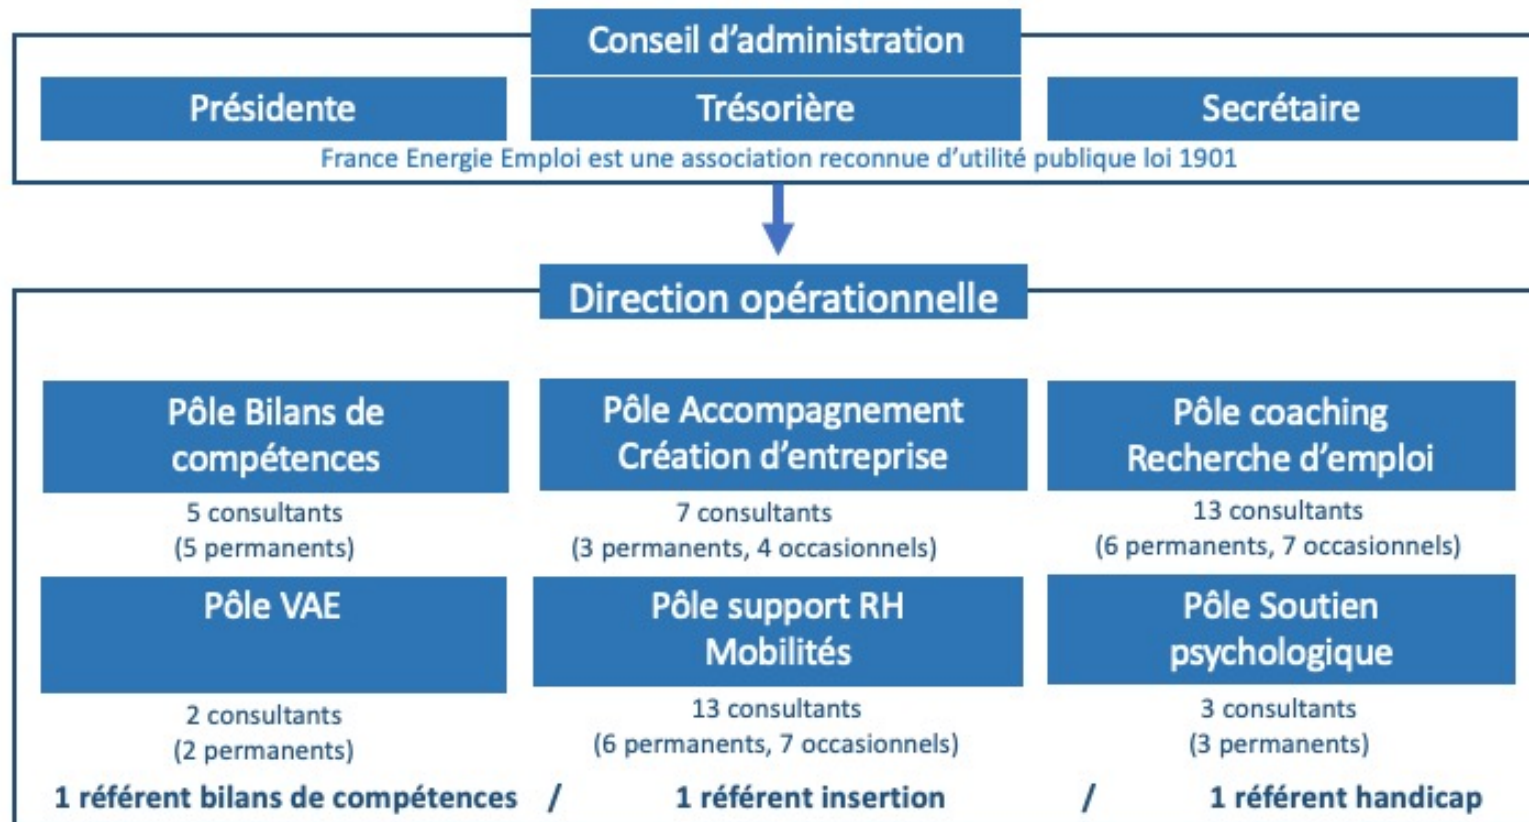 Conseil d'administration
Présidente
Trésorière
Secrétaire
France Energie Emploi est une association reconnue d'utilité publique loi 1901
Direction opérationnelle
Pôle Bilans de
compétences
5 consultants
(5 permanents)
Pôle Accompagnement
Création d'entreprise
7 consultants
(3 permanents, 4 occasionnels)
Pôle coaching
Recherche d'emploi
13 consultants
(6 permanents, 7 occasionnels)
Pôle VAE
2 consultants
(2 permanents)
Pôle support RH
Mobilités
13 consultants
(6 permanents, 7 occasionnels)
Pôle Soutien
psychologique
3 consultants
(3 permanents)
1 référent bilans de compétences / 1 référent insertion / 1 référent handicap